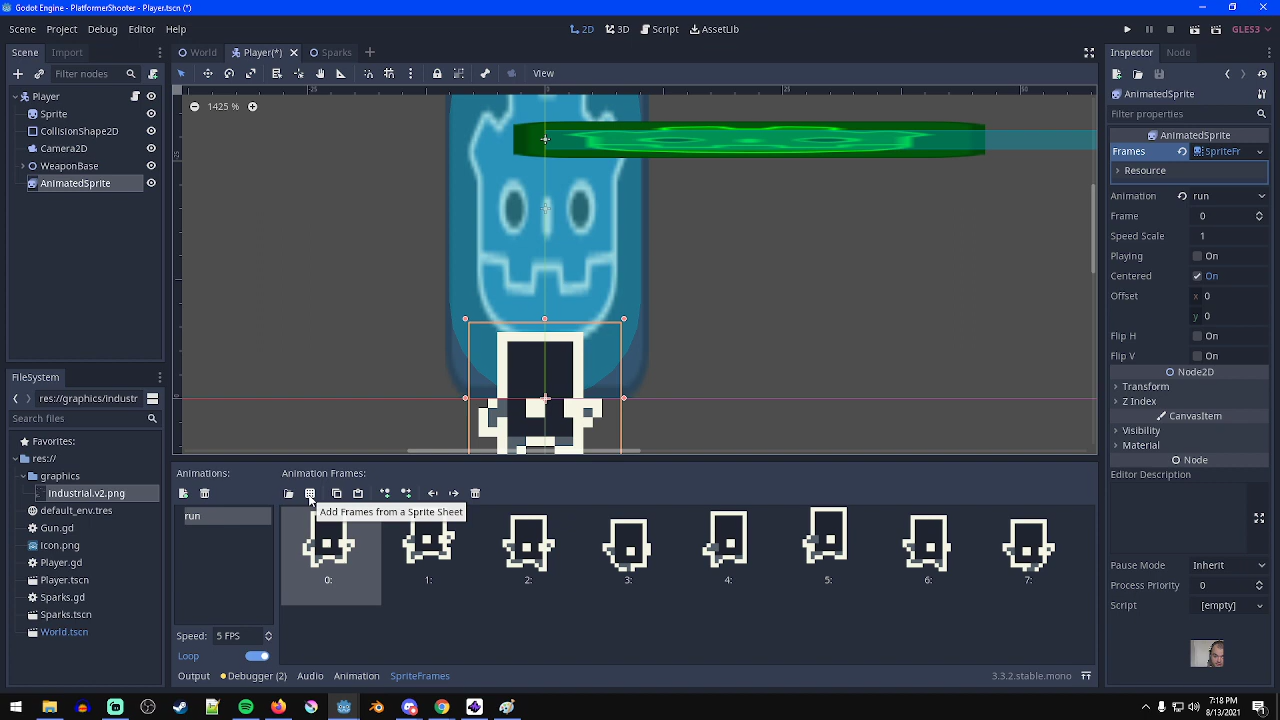 Godot Engine - PlatformerShooter - Player.tscn (*)
Scene Project Debug Editor Help
2D 3D Script AssetLib
GLES3
Scene Import
World Player(*) Sparks
Inspector Node
Filter nodes
View
AnimatedSprite
-25 0 25 50
1425 %
Filter properties
Player
Sprite
CollisionShape2D
Camera2D
WeaponBase
AnimatedSprite
AnimatedSprite
Frames SpriteFr
Resource
Animation run
Frame 0
Speed Scale 1
Playing On
Centered On
Offset x 0
y 0
Flip H On
Flip V On
Node2D
Transform
Z Index
CanvasItem
Visibility
Material
Node
Editor Description
Pause Mode Inherit
Process Priority 0
Script [empty]
FileSystem
res://graphics/industr
Search files
Favorites:
res://
graphics
industrial.v2.png
default_env.tres
Gun.gd
Icon.png
Player.gd
Player.tscn
Sparks.gd
Sparks.tscn
World.tscn
Animations:
run
Speed: 5 FPS
Loop
Animation Frames:
Add Frames from a Sprite Sheet
0: 1: 2: 3: 4: 5: 6: 7:
Output Debugger (2) Audio Animation SpriteFrames
3.3.2.stable.mono
7:18 PM
8/13/2021